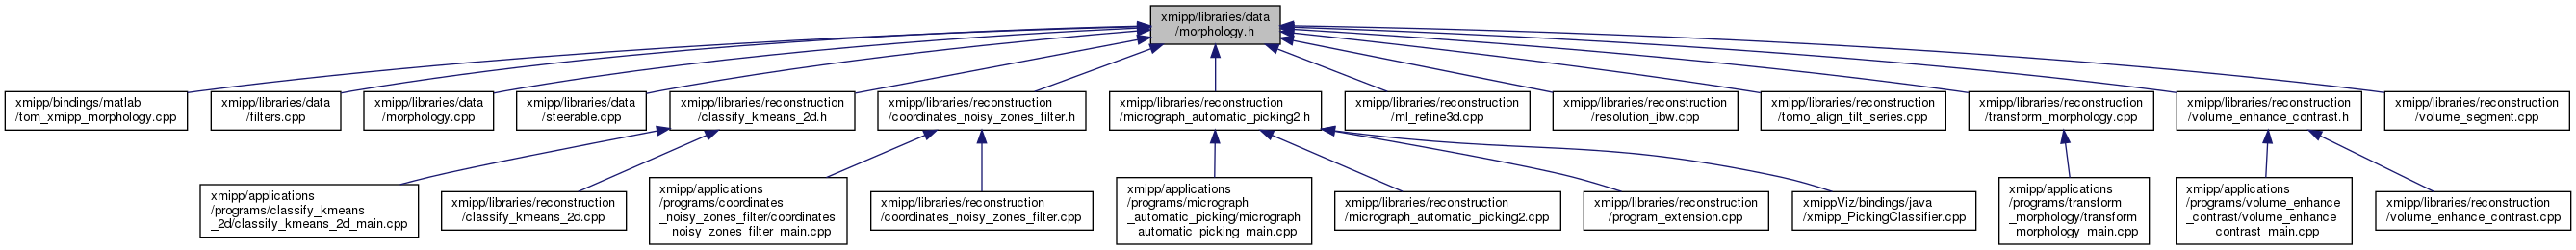 xmipp/libraries/data
/morphology.h
xmipp/bindings/matlab
/tom_xmipp_morphology.cpp
xmipp/libraries/data
/filters.cpp
xmipp/libraries/data
/morphology.cpp
xmipp/libraries/data
/steerable.cpp
xmipp/libraries/reconstruction
/classify_kmeans_2d.h
xmipp/libraries/reconstruction
/coordinates_noisy_zones_filter.h
xmipp/libraries/reconstruction
/micrograph_automatic_picking2.h
xmipp/libraries/reconstruction
/ml_refine3d.cpp
xmipp/libraries/reconstruction
/resolution_ibw.cpp
xmipp/libraries/reconstruction
/tomo_align_tilt_series.cpp
xmipp/libraries/reconstruction
/transform_morphology.cpp
xmipp/libraries/reconstruction
/volume_enhance_contrast.h
xmipp/libraries/reconstruction
/volume_segment.cpp
xmipp/applications
/programs/classify_kmeans
_2d/classify_kmeans_2d_main.cpp
xmipp/libraries/reconstruction
/classify_kmeans_2d.cpp
xmipp/applications
/programs/coordinates
_noisy_zones_filter/coordinates
_noisy_zones_filter_main.cpp
xmipp/libraries/reconstruction
/coordinates_noisy_zones_filter.cpp
xmipp/applications
/programs/micrograph
_automatic_picking/micrograph
_automatic_picking_main.cpp
xmipp/libraries/reconstruction
/micrograph_automatic_picking2.cpp
xmipp/libraries/reconstruction
/program_extension.cpp
xmippViz/bindings/java
/xmipp_PickingClassifier.cpp
xmipp/applications
/programs/transform
_morphology/transform
_morphology_main.cpp
xmipp/applications
/programs/volume_enhance
_contrast/volume_enhance
_contrast_main.cpp
xmipp/libraries/reconstruction
/volume_enhance_contrast.cpp